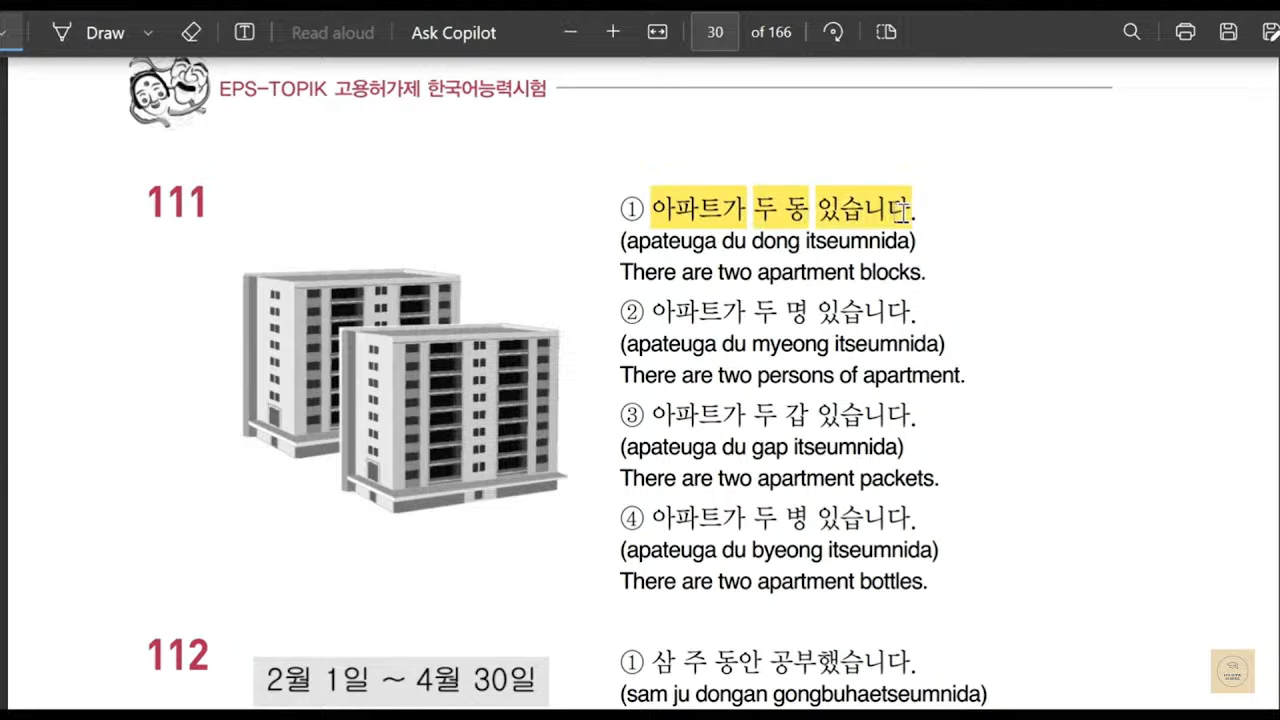 Draw
Read aloud
Ask Copilot
30
of 166
EPS-TOPIK 고용허가제 한국어능력시험
111
① 아파트가 두 동 있습니다.
(apateuga du dong itseumnida)
There are two apartment blocks.
② 아파트가 두 명 있습니다.
(apateuga du myeong itseumnida)
There are two persons of apartment.
③ 아파트가 두 갑 있습니다.
(apateuga du gap itseumnida)
There are two apartment packets.
④ 아파트가 두 병 있습니다.
(apateuga du byeong itseumnida)
There are two apartment bottles.
112
2월 1일 ~ 4월 30일
① 삼 주 동안 공부했습니다.
(sam ju dongan gongbuhaetseumnida)